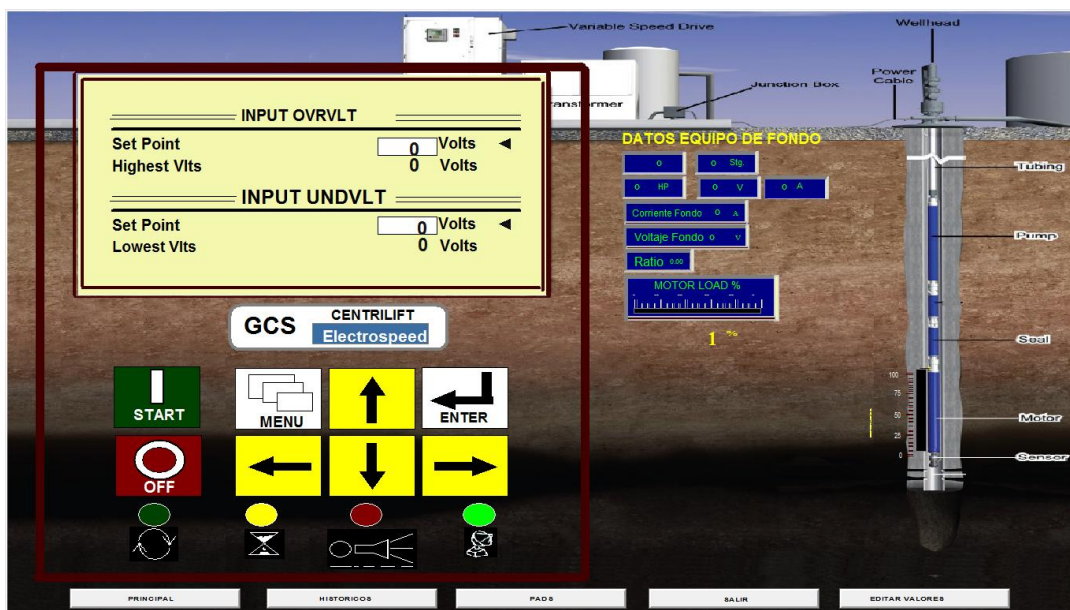 Variable Speed Drive
Wellhead
Power
Cable
Junction Box
ransformer
INPUT OVRVLT
Set Point 0 Volts
Highest Vlts 0 Volts
INPUT UNDVLT
Set Point 0 Volts
Lowest Vlts 0 Volts
GCS CENTRILIFT
Electrospeed
START
MENU
ENTER
OFF
DATOS EQUIPO DE FONDO
0 0 Stg.
0 HP 0 V 0 A
Corriente Fondo 0 A
Voltaje Fondo 0 V
Ratio 0.00
MOTOR LOAD %
1 %
Tubing
Pump
Seal
Motor
Sensor
100
75
50
25
0
PRINCIPAL HISTORICOS PADS SALIR EDITAR VALORES